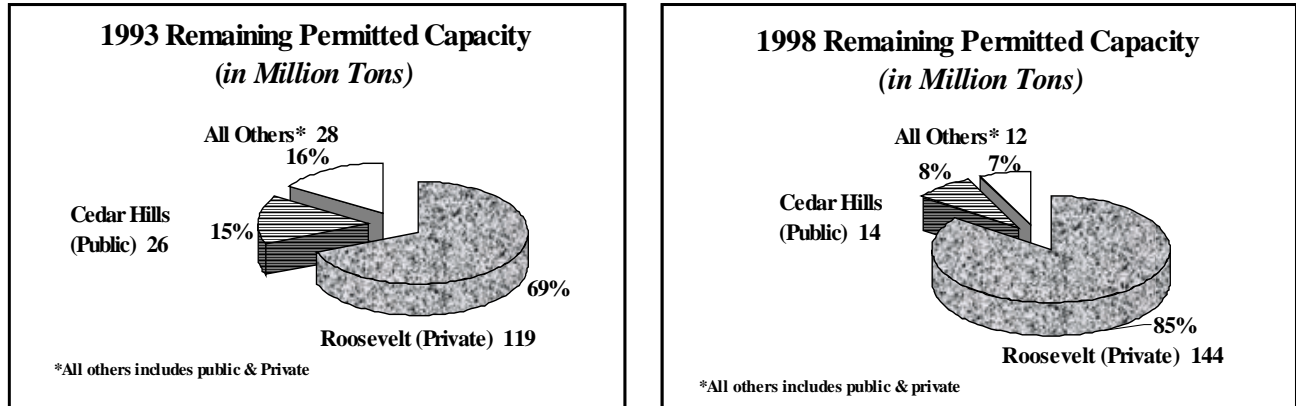 1993 Remaining Permitted Capacity
(in Million Tons)
All Others* 28
16%
Cedar Hills
(Public) 26
15%
69%
Roosevelt (Private) 119
*All others includes public & Private
1998 Remaining Permitted Capacity
(in Million Tons)
All Others* 12
8%
7%
Cedar Hills
(Public) 14
85%
Roosevelt (Private) 144
*All others includes public & private